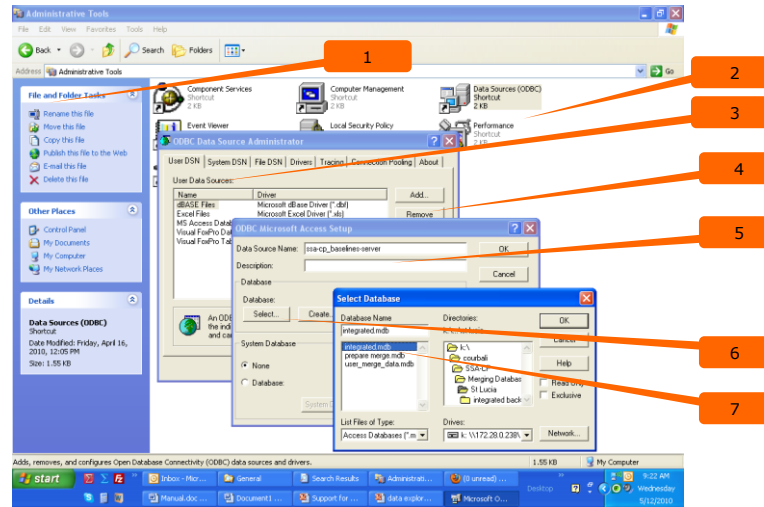 Administrative Tools
File Edit View Favorites Tools Help
Back Search Folders
1
Address Administrative Tools Go
2
File and Folder Tasks
Rename this file
Move this file
Copy this file
Publish this file to the Web
E-mail this file
Delete this file
Other Places
Control Panel
My Documents
My Computer
My Network Places
Details
Data Sources (ODBC)
Shortcut
Date Modified: Friday, April 16,
2010, 12:05 PM
Size: 1.55 KB
Component Services
Shortcut
2 KB
Computer Management
Shortcut
2 KB
Data Sources (ODBC)
Shortcut
2 KB
Event Viewer
Local Security Policy
Performance
Shortcut
2 KB
3
ODBC Data Source Administrator
User DSN System DSN File DSN Drivers Tracing Connection Pooling About
User Data Sources:
Name Driver
Add...
dBASE Files Microsoft dBase Driver (*.dbf)
Excel Files Microsoft Excel Driver (*.xls)
Remove
MS Access Datab
Visual FoxPro Dat
Visual FoxPro Tab
An ODB
the indi
and car
4
ODBC Microsoft Access Setup
Data Source Name: ssa-cp_baselines-server
OK
Description:
Cancel
Database
Database:
Select... Create..
System Database
None
Database:
System D
5
Select Database
Database Name
integrated.mdb
integrated.mdb
prepare merge.mdb
user_merge_data.mdb
List Files of Type:
Access Databases (*.m
Directories:
k:\
courbali
SSA-CP
Merging Databas
St Lucia
integrated back
Drives:
k: \\172.28.0.238\
OK
Cancel
Help
Read Only
Exclusive
Network...
6
7
Adds, removes, and configures Open Database Connectivity (ODBC) data sources and drivers.
1.55 KB My Computer
start
Inbox - Micr... General Search Results Administrati... (0 unread) ...
Manual.doc ... Document1 ... Support for ... data explor... Microsoft O...
Desktop
9:22 AM
Wednesday
5/12/2010